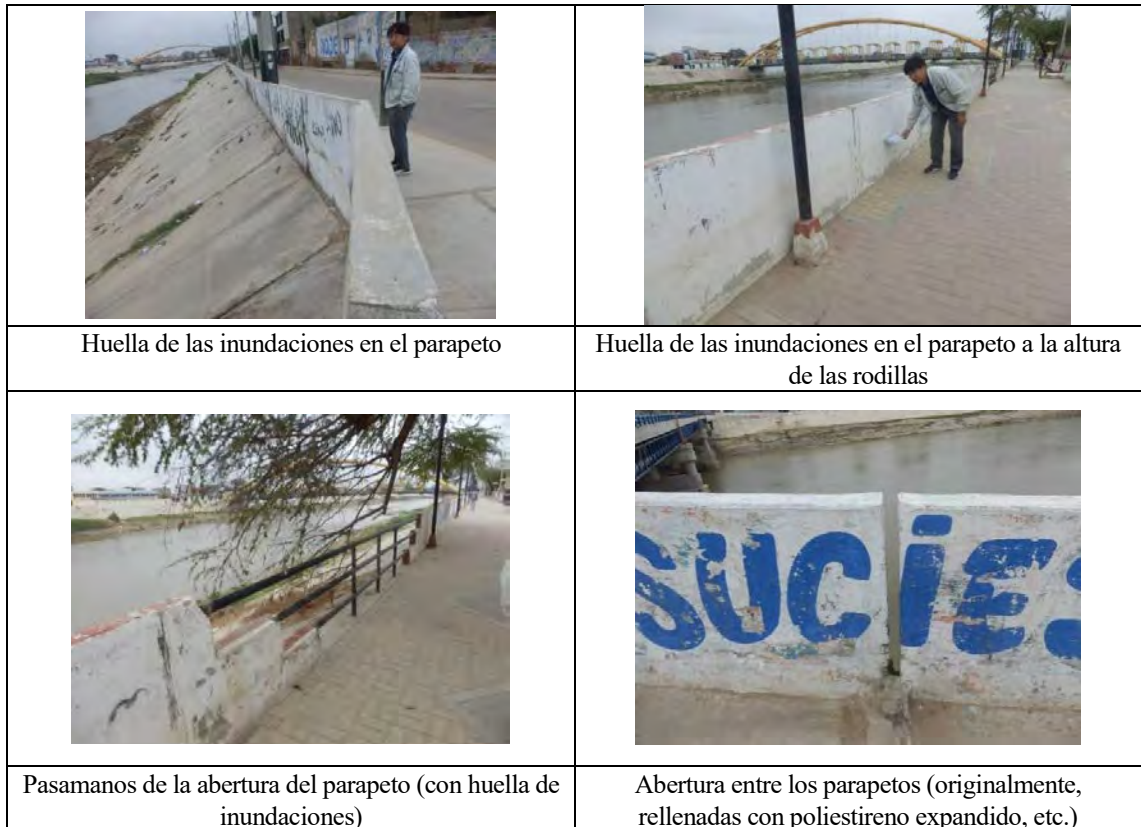 Huella de las inundaciones en el parapeto
Huella de las inundaciones en el parapeto a la altura
de las rodillas
SUCIES
Pasamanos de la abertura del parapeto (con huella de
inundaciones)
Abertura entre los parapetos (originalmente,
rellenadas con poliestireno expandido, etc.)